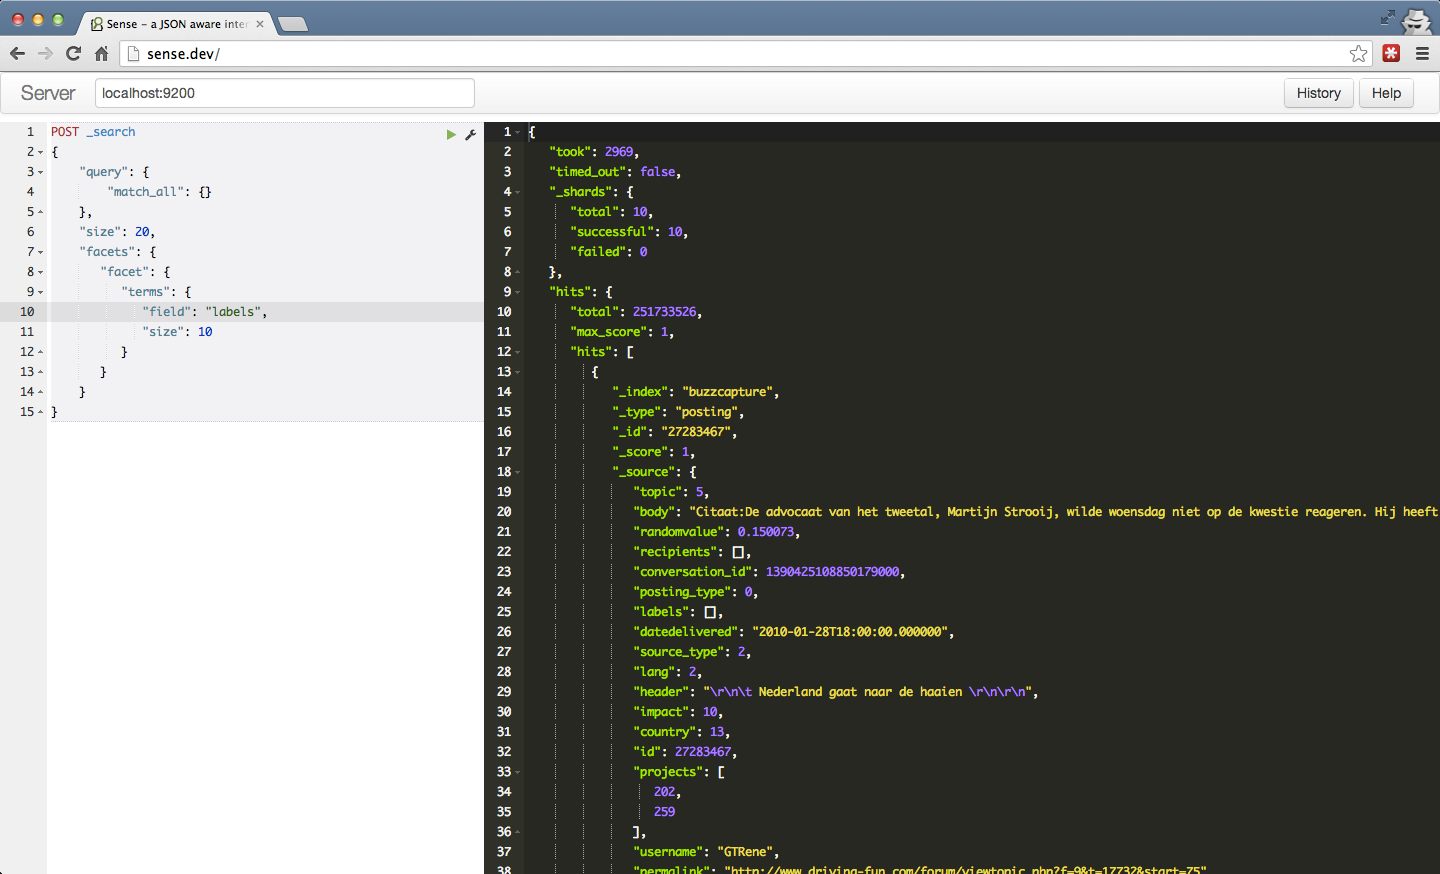 Sense – a JSON aware inter
sense.dev/
Server
localhost:9200
History
Help
1 POST _search
2 {
3 "query": {
4 "match_all": {}
5 },
6 "size": 20,
7 "facets": {
8 "facet": {
9 "terms": {
10 "field": "labels",
11 "size": 10
12 }
13 }
14 }
15 }
1 {
2 "took": 2969,
3 "timed_out": false,
4 "_shards": {
5 "total": 10,
6 "successful": 10,
7 "failed": 0
8 },
9 "hits": {
10 "total": 251733526,
11 "max_score": 1,
12 "hits": [
13 {
14 "_index": "buzzcapture",
15 "_type": "posting",
16 "_id": "27283467",
17 "_score": 1,
18 "_source": {
19 "topic": 5,
20 "body": "Citaat:De advocaat van het tweetal, Martijn Strooij, wilde woensdag niet op de kwestie reageren. Hij heeft
21 "randomvalue": 0.150073,
22 "recipients": [],
23 "conversation_id": 1390425108850179000,
24 "posting_type": 0,
25 "labels": [],
26 "datedelivered": "2010-01-28T18:00:00.000000",
27 "source_type": 2,
28 "lang": 2,
29 "header": "\r\n\t Nederland gaat naar de haaien \r\n\r\n",
30 "impact": 10,
31 "country": 13,
32 "id": 27283467,
33 "projects": [
34 202,
35 259
36 ],
37 "username": "GTRene",
38 "permalink": "http://www.driving-fun.com/forum/viewtopic.php?f=9&t=17732&start=75"